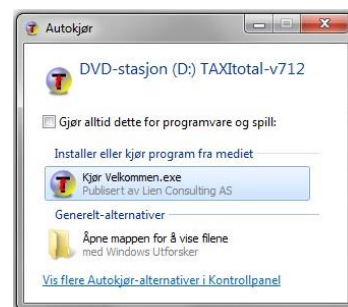 Autokjør
DVD-stasjon (D:) TAXItotal-v712
Gjør alltid dette for programvare og spill:
Installer eller kjør program fra mediet
Kjør Velkommen.exe
Publisert av Lien Consulting AS
Generelt-alternativer
Åpne mappen for å vise filene
med Windows Utforsker
Vis flere Autokjør-alternativer i Kontrollpanel